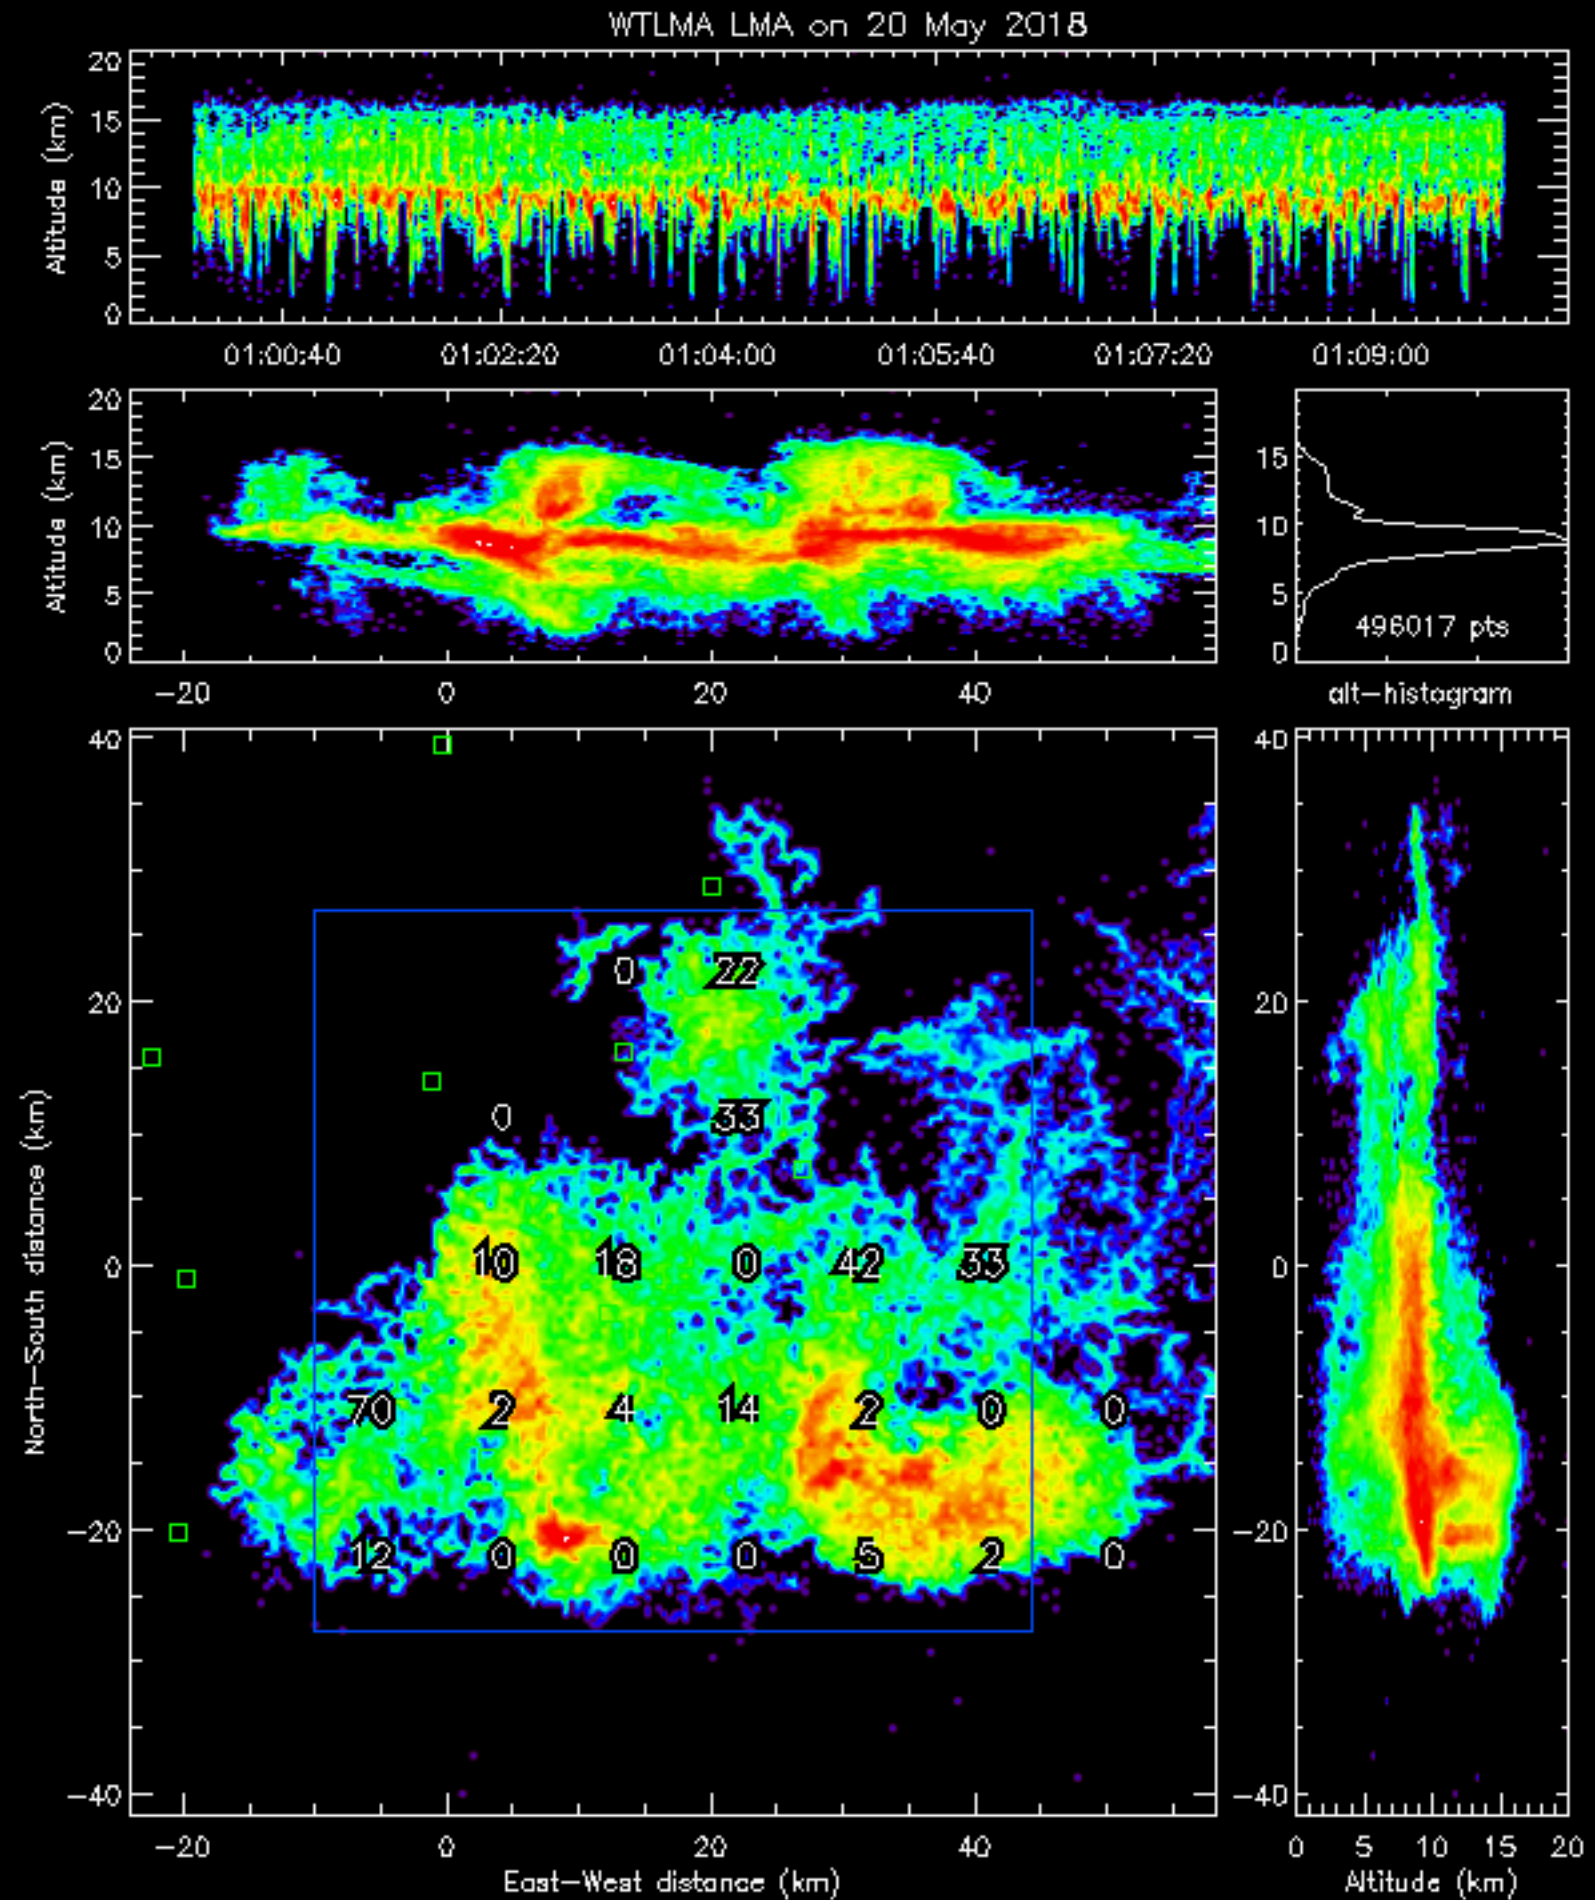 WTLMA LMA on 20 May 2018
20
15
10
5
0
Altitude (km)
01:00:40 01:02:20 01:04:00 01:05:40 01:07:20 01:09:00
20
15
10
5
0
Altitude (km)
-20 0 20 40
15
10
5
0
496017 pts
alt-histogram
40
20
0
-20
-40
North-South distance (km)
0 22
0 33
10 18 0 42 33
70 2 4 14 2 0 0
12 0 0 0 5 2 0
-20 0 20 40
East-West distance (km)
40
20
0
-20
-40
0 5 10 15 20
Altitude (km)